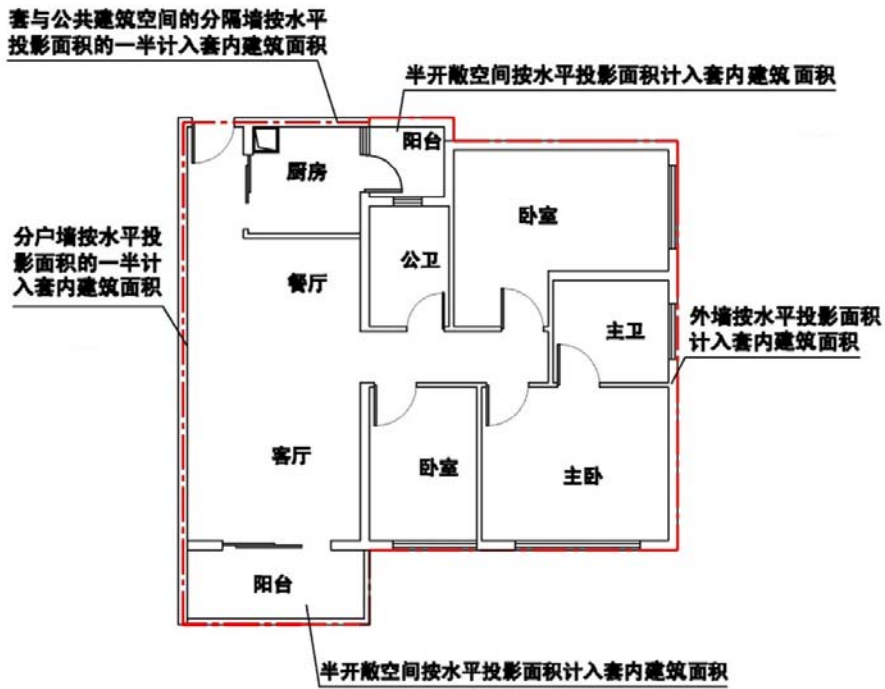 套与公共建筑空间的分隔墙按水平
投影面积的一半计入套内建筑面积
半开敞空间按水平投影面积计入套内建筑面积
阳台
厨房
卧室
分户墙按水平投
影面积的一半计
入套内建筑面积
公卫
餐厅
主卫
外墙按水平投影面积
计入套内建筑面积
客厅
卧室
主卧
阳台
半开敞空间按水平投影面积计入套内建筑面积